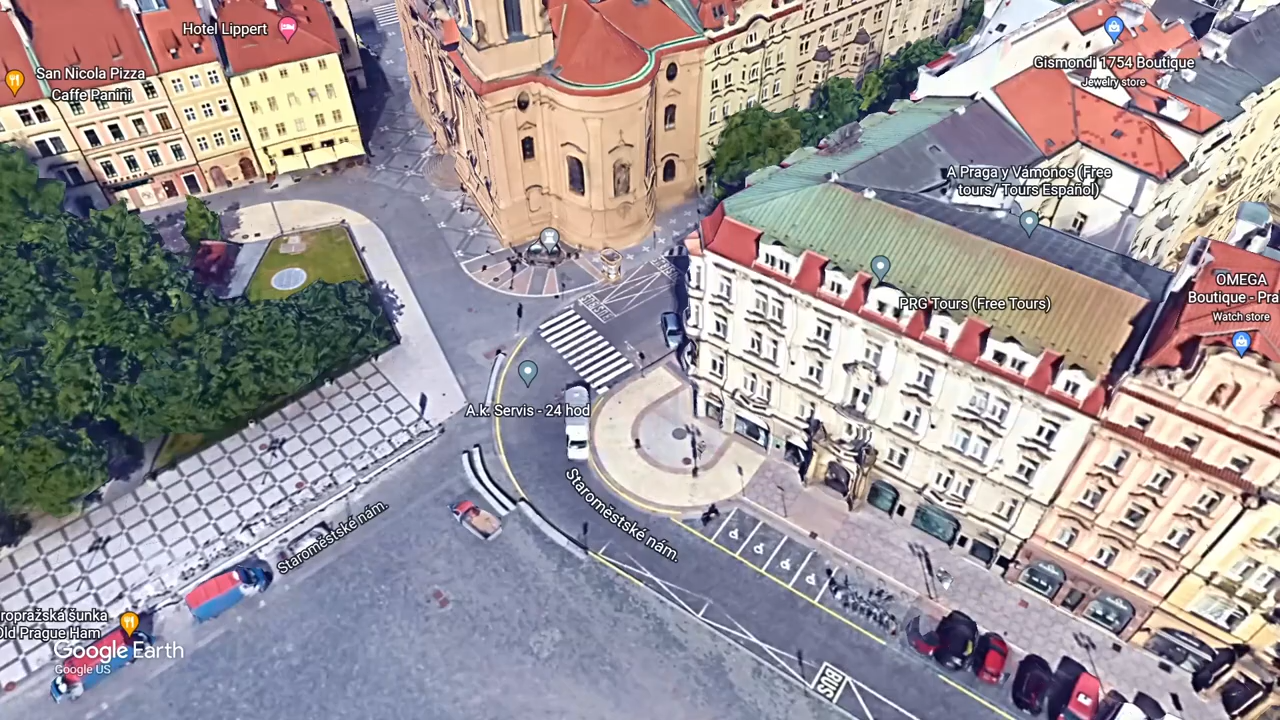 Hotel Lippert
San Nicola Pizza
Caffe Panini
Gismondi 1754 Boutique
Jewelry store
A Praga y Vámonos (Free
tours/ Tours Español)
PRG Tours (Free Tours)
OMEGA
Boutique - Pra
Watch store
A.k. Servis - 24 hod
Staroměstské nám.
Staroměstské nám.
ropražská šunka
Old Prague Ham
Google Earth
Google US
BUS